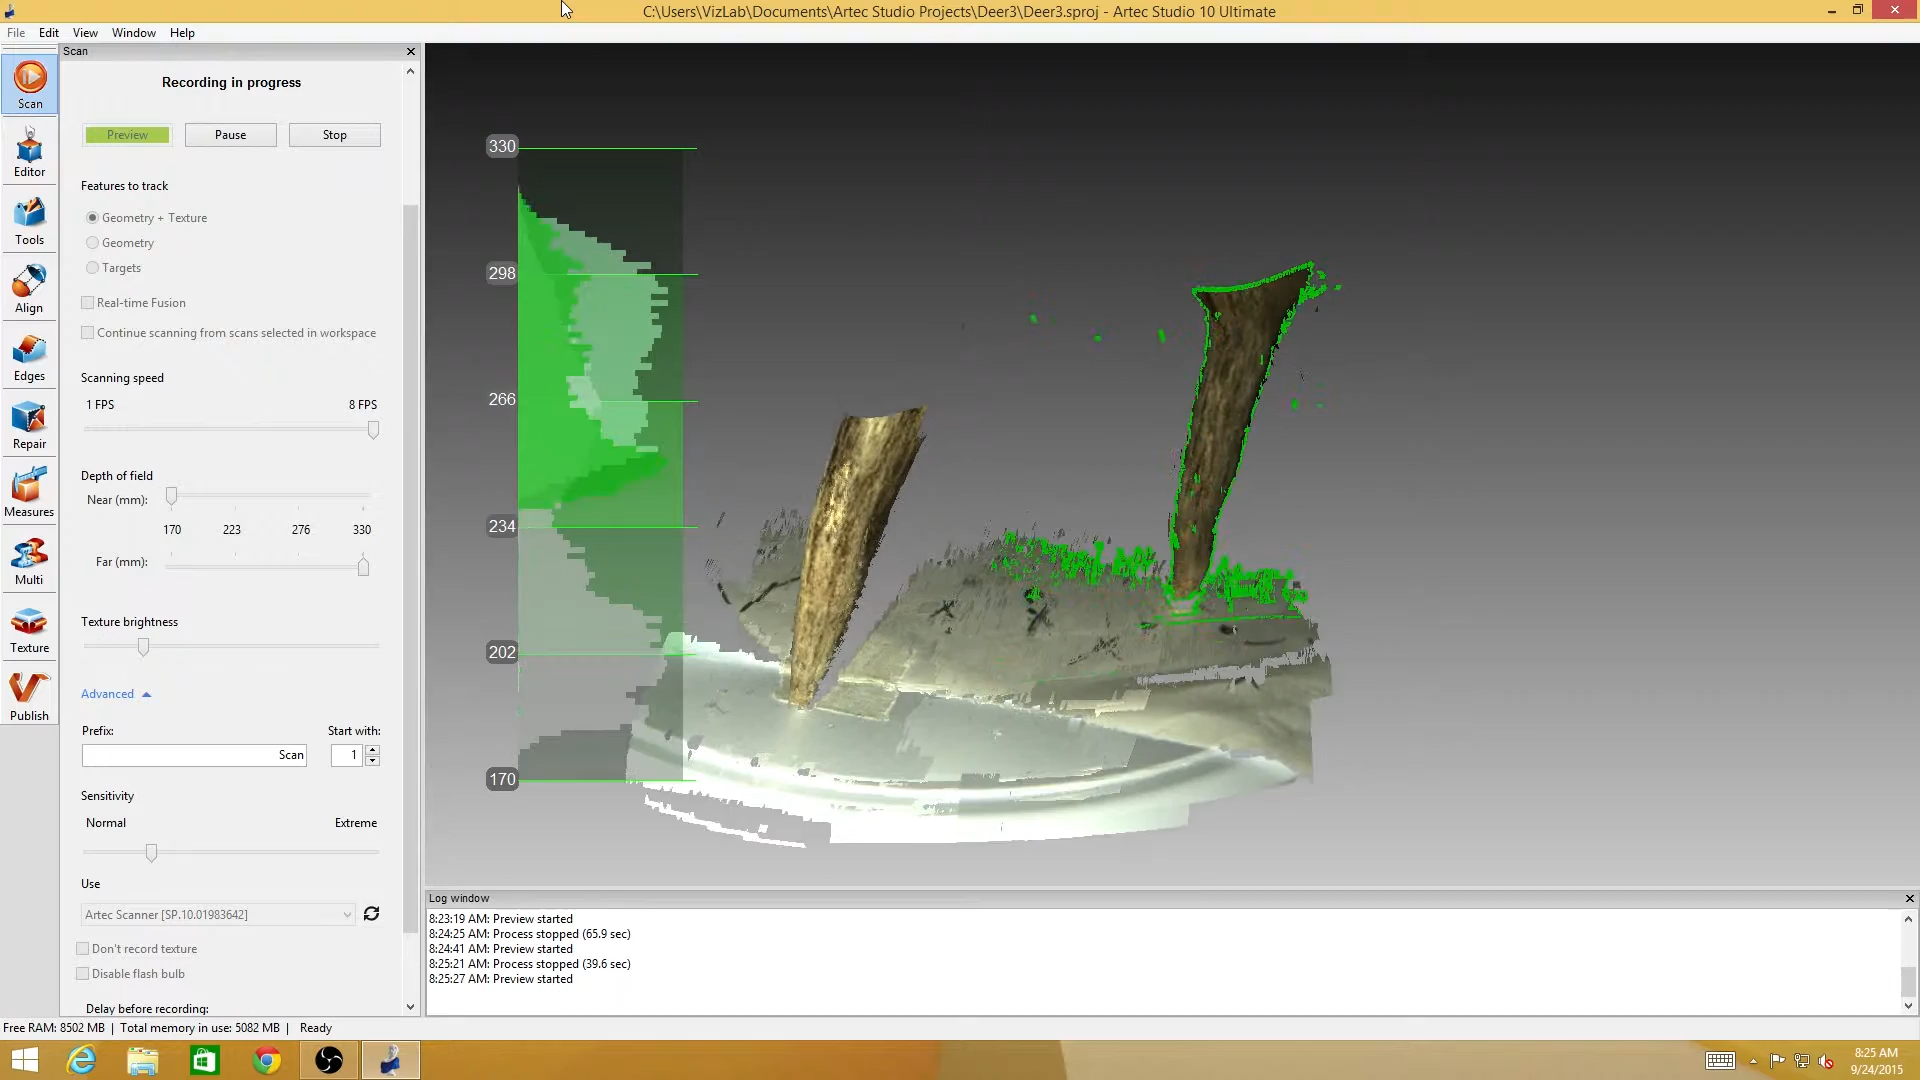 C:\Users\VizLab\Documents\Artec Studio Projects\Deer3\Deer3.sproj - Artec Studio 10 Ultimate
File Edit View Window Help
Scan
Recording in progress
Preview Pause Stop
Features to track
Geometry + Texture
Geometry
Targets
Real-time Fusion
Continue scanning from scans selected in workspace
Scanning speed
1 FPS 8 FPS
Depth of field
Near (mm):
170 223 276 330
Far (mm):
Texture brightness
Advanced
Prefix: Start with:
Scan 1
Sensitivity
Normal Extreme
Use
Artec Scanner [SP.10.01983642]
Don't record texture
Disable flash bulb
Delay before recording:
Scan
Editor
Tools
Align
Edges
Repair
Measures
Multi
Texture
Publish
330
298
266
234
202
170
Log window
8:23:19 AM: Preview started
8:24:25 AM: Process stopped (65.9 sec)
8:24:41 AM: Preview started
8:25:21 AM: Process stopped (39.6 sec)
8:25:27 AM: Preview started
Free RAM: 8502 MB | Total memory in use: 5082 MB | Ready
8:25 AM
9/24/2015